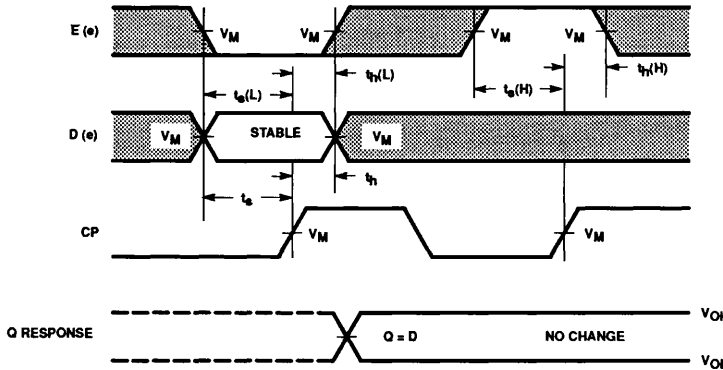 E̅ (e)
VM VM VM VM
ts(L) th(L) ts(H) th(H)
D (e)
VM STABLE VM
ts th
CP
VM VM
Q RESPONSE
Q = D NO CHANGE
VOH
VOL